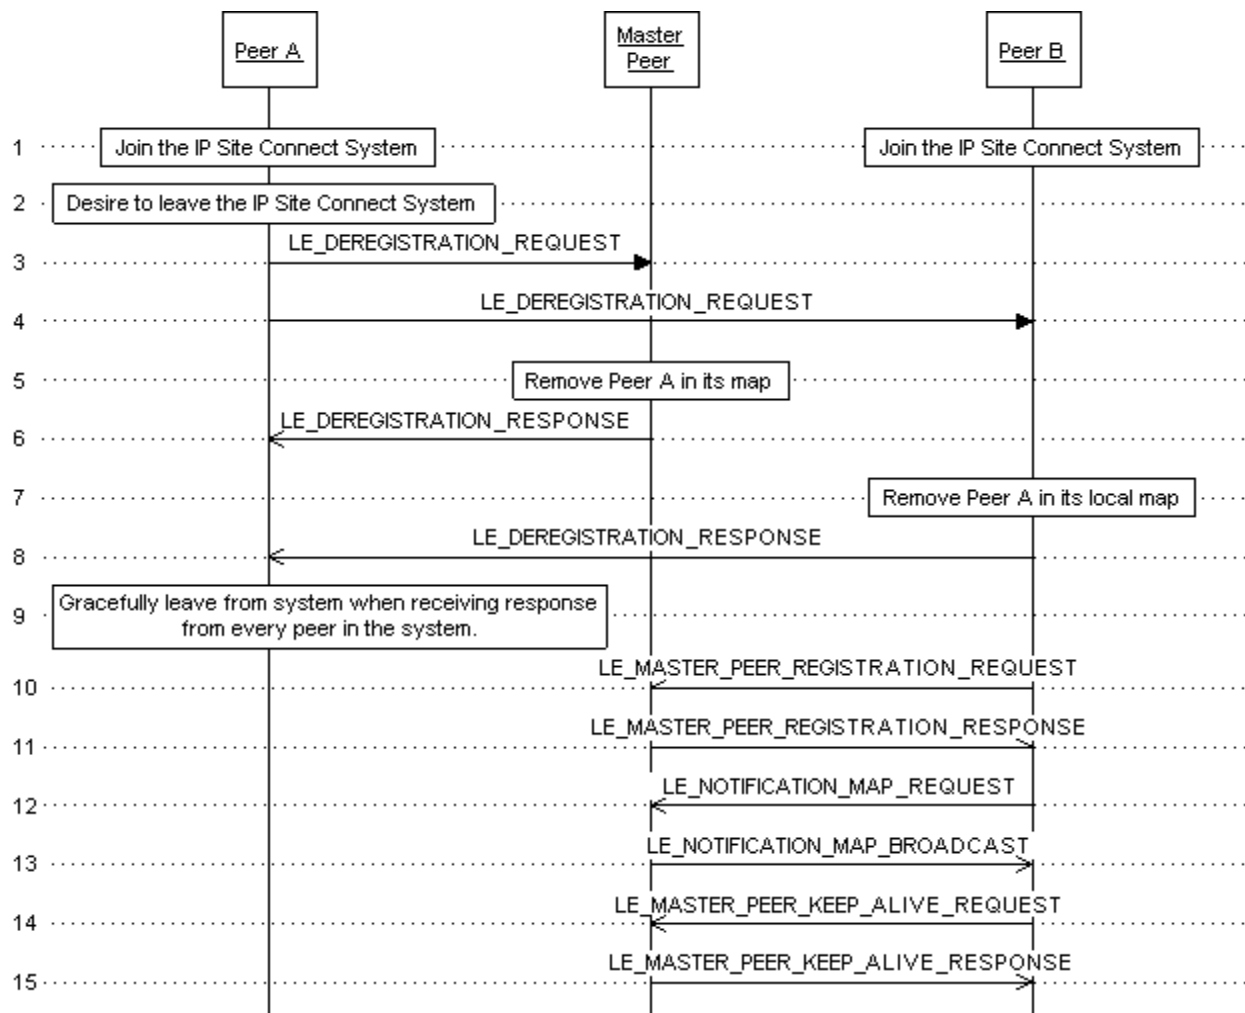 Peer A
Master
Peer
Peer B
1
Join the IP Site Connect System
Join the IP Site Connect System
2
Desire to leave the IP Site Connect System
LE_DEREGISTRATION_REQUEST
3
LE_DEREGISTRATION_REQUEST
4
5
Remove Peer A in its map
LE_DEREGISTRATION_RESPONSE
6
7
Remove Peer A in its local map
LE_DEREGISTRATION_RESPONSE
8
Gracefully leave from system when receiving response
9
from every peer in the system.
LE_MASTER_PEER_REGISTRATION_REQUEST
10
LE_MASTER_PEER_REGISTRATION_RESPONSE
11
LE_NOTIFICATION_MAP_REQUEST
12
LE_NOTIFICATION_MAP_BROADCAST
13
LE_MASTER_PEER_KEEP_ALIVE_REQUEST
14
LE_MASTER_PEER_KEEP_ALIVE_RESPONSE
15